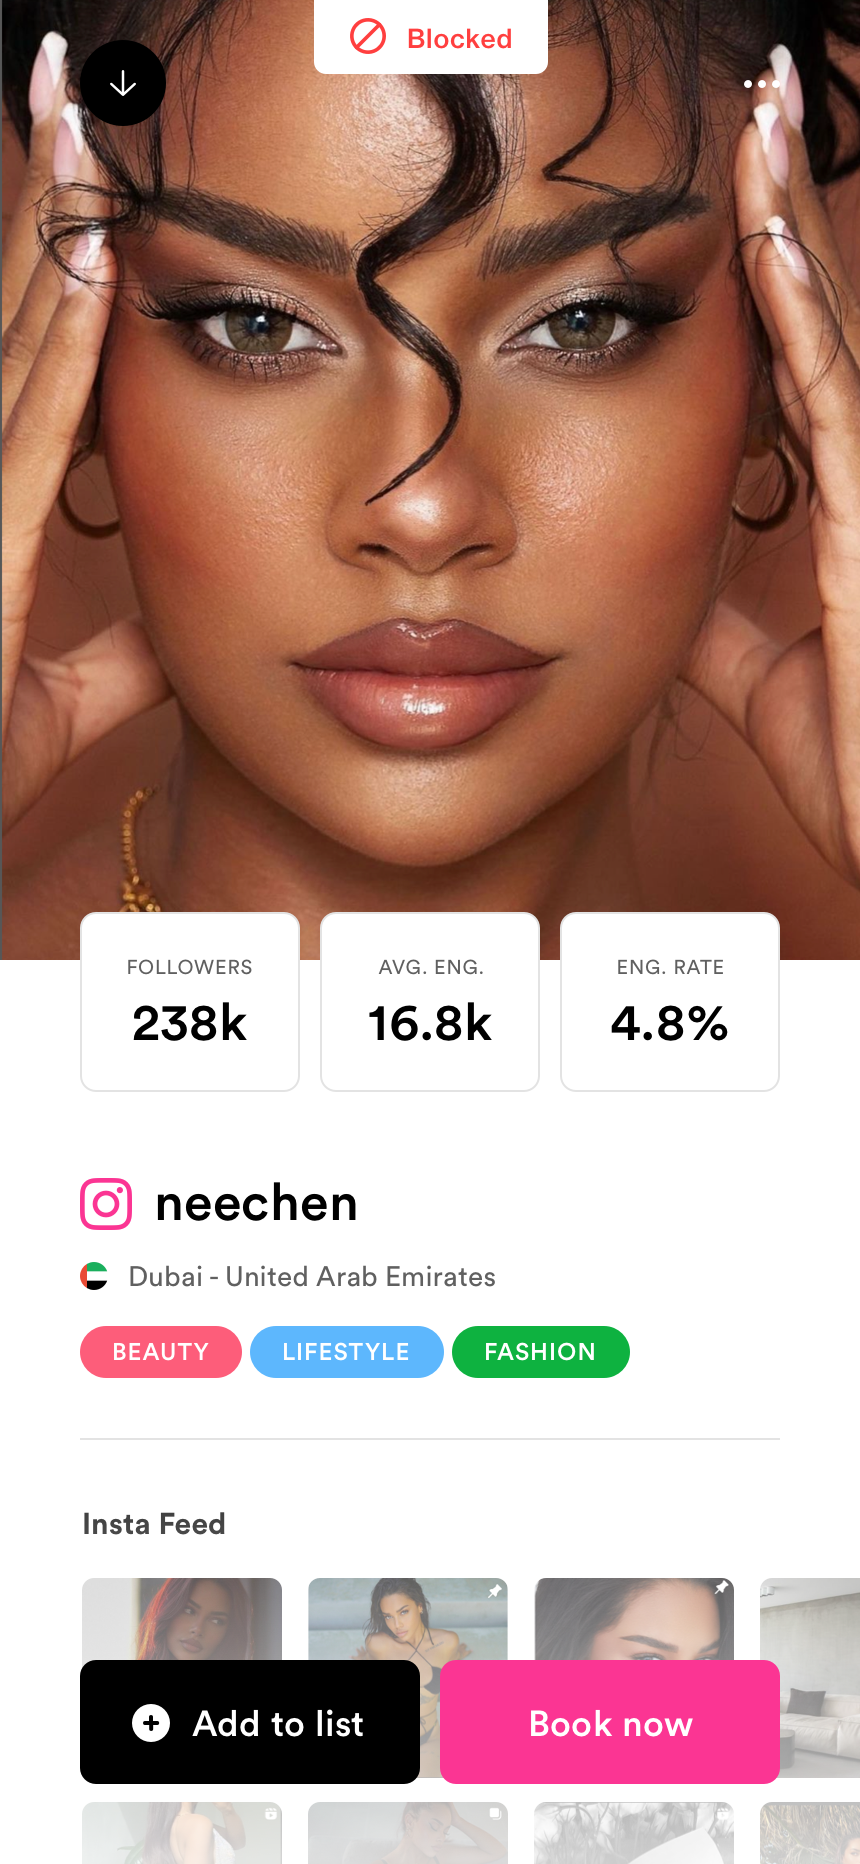 Blocked
FOLLOWERS
238k
AVG. ENG.
16.8k
ENG. RATE
4.8%
neechen
Dubai - United Arab Emirates
BEAUTY
LIFESTYLE
FASHION
Insta Feed
Add to list
Book now